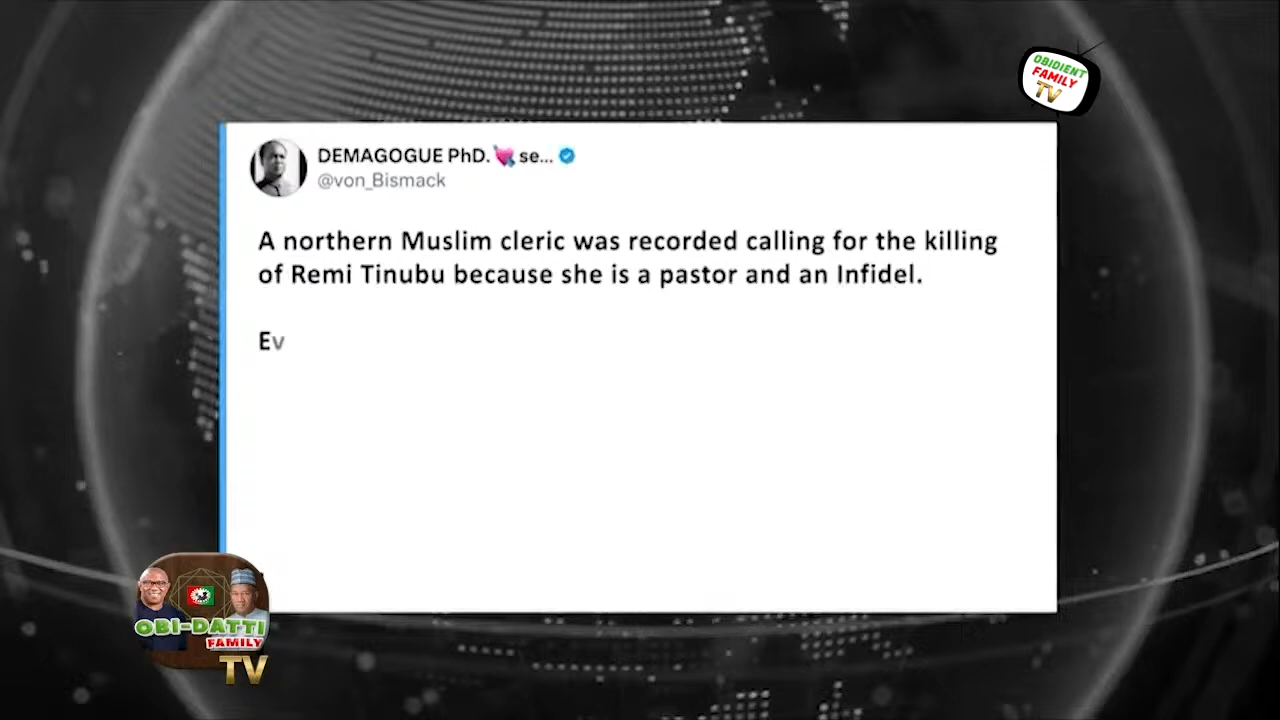 OBIDIENT
FAMILY
TV
DEMAGOGUE PhD.💘 se...
@von_Bismack
A northern Muslim cleric was recorded calling for the killing
of Remi Tinubu because she is a pastor and an Infidel.
Ev
OBI-DATTI
FAMILY
TV